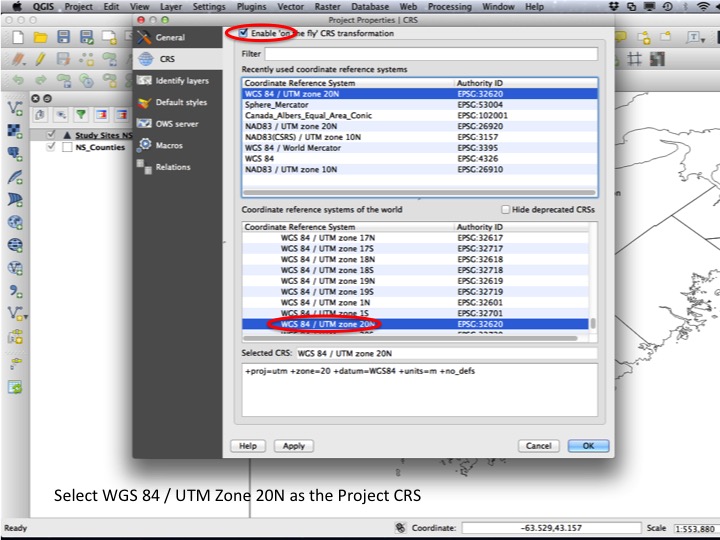 QGIS Project Edit View Layer Settings Plugins Vector Raster Database Web Processing Window Help
Project Properties | CRS
General
CRS
Identify layers
Default styles
OWS server
Macros
Relations
Enable 'on the fly' CRS transformation
Filter
Recently used coordinate reference systems
Coordinate Reference System Authority ID
WGS 84 / UTM zone 20N EPSG:32620
Sphere_Mercator EPSG:53004
Canada_Albers_Equal_Area_Conic EPSG:102001
NAD83 / UTM zone 20N EPSG:26920
NAD83(CSRS) / UTM zone 10N EPSG:3157
WGS 84 / World Mercator EPSG:3395
WGS 84 EPSG:4326
NAD83 / UTM zone 10N EPSG:26910
Coordinate reference systems of the world Hide deprecated CRSs
Coordinate Reference System Authority ID
WGS 84 / UTM zone 17N EPSG:32617
WGS 84 / UTM zone 17S EPSG:32717
WGS 84 / UTM zone 18N EPSG:32618
WGS 84 / UTM zone 18S EPSG:32718
WGS 84 / UTM zone 19N EPSG:32619
WGS 84 / UTM zone 19S EPSG:32719
WGS 84 / UTM zone 1N EPSG:32601
WGS 84 / UTM zone 1S EPSG:32701
WGS 84 / UTM zone 20N EPSG:32620
Selected CRS: WGS 84 / UTM zone 20N
+proj=utm +zone=20 +datum=WGS84 +units=m +no_defs
Help Apply Cancel OK
Study Sites NS
NS_Counties
Select WGS 84 / UTM Zone 20N as the Project CRS
Ready Coordinate: -63.529,43.157 Scale 1:553,880